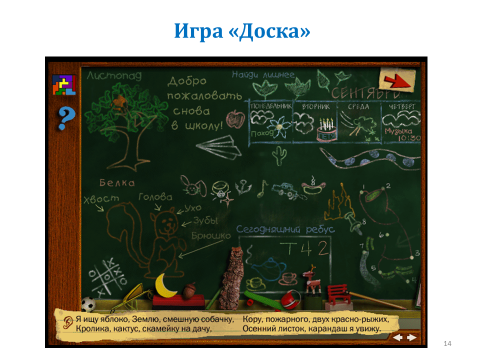 Игра «Доска»
Листопад
Добро
пожаловать
снова
в школу!
Найди лишнее
СЕНТЯБРЬ
ПОНЕДЕЛЬНИК ВТОРНИК СРЕДА ЧЕТВЕРГ
Поход
Музыка
10:30
Белка
Хвост
Голова
Ухо
Зубы
Брюшко
Сегодняшний ребус
Т42
Я ищу яблоко, Землю, смешную собачку,
Кролика, кактус, скамейку на дачу,
Кору, пожарного, двух красно-рыжих,
Осенний листок, карандаш я увижу.
14